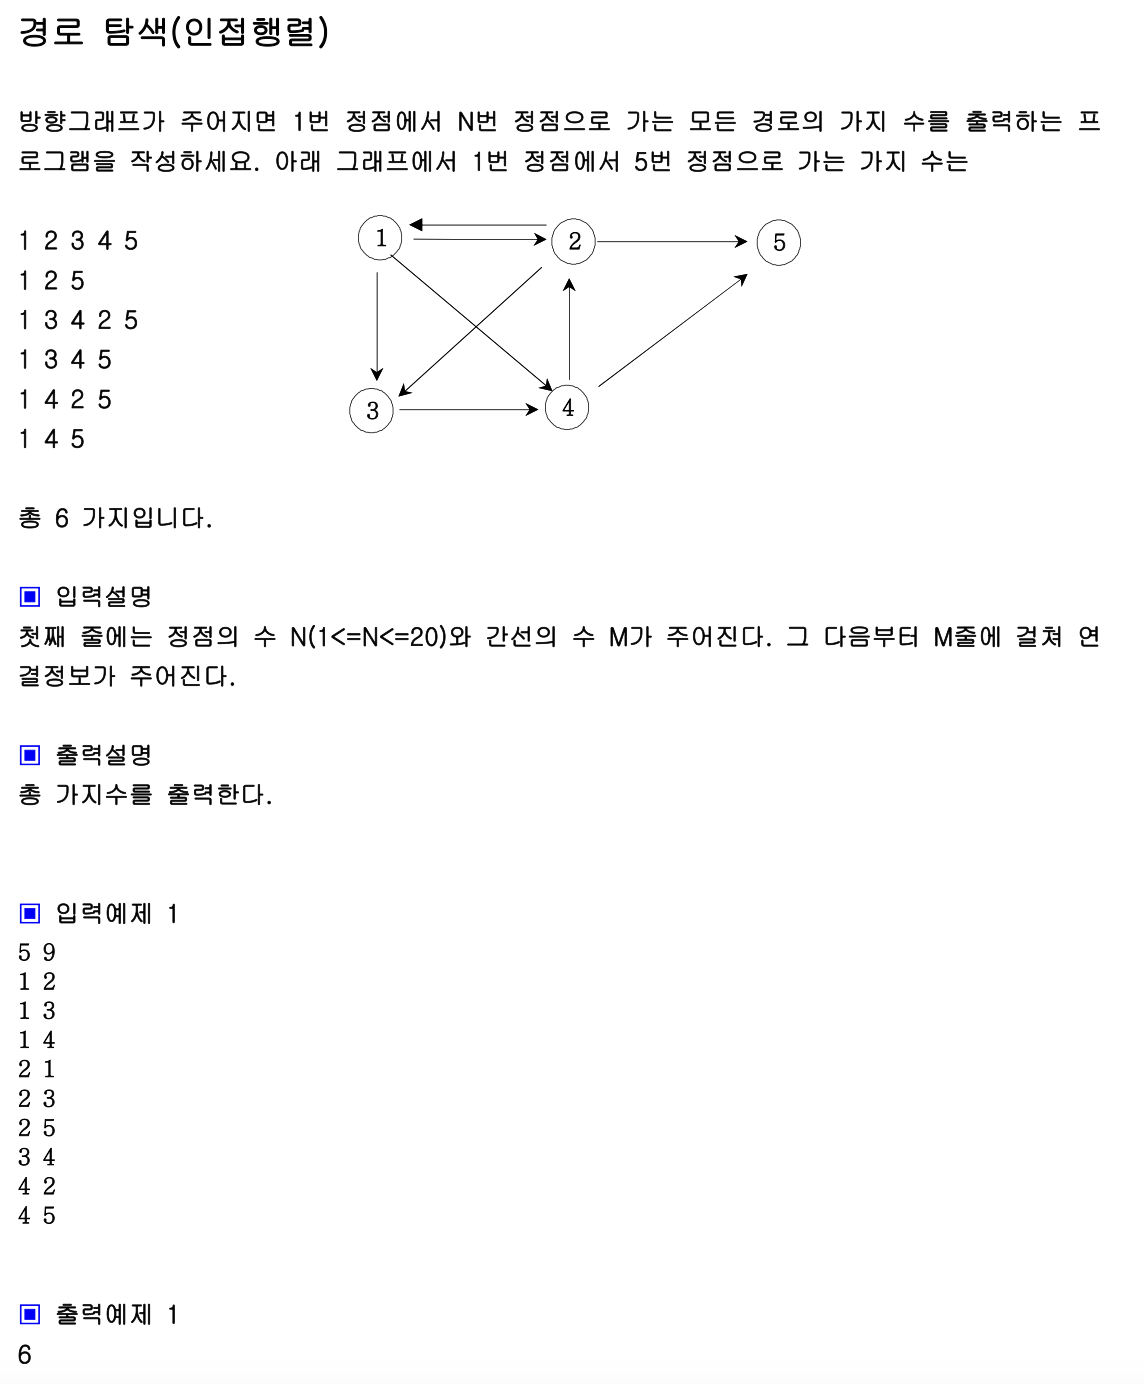 경로 탐색(인접행렬)
방향그래프가 주어지면 1번 정점에서 N번 정점으로 가는 모든 경로의 가지 수를 출력하는 프
로그램을 작성하세요. 아래 그래프에서 1번 정점에서 5번 정점으로 가는 가지 수는
1 2 3 4 5
1 2 5
1 3 4 2 5
1 3 4 5
1 4 2 5
1 4 5
1
2
5
3
4
총 6 가지입니다.
▣ 입력설명
첫째 줄에는 정점의 수 N(1<=N<=20)와 간선의 수 M가 주어진다. 그 다음부터 M줄에 걸쳐 연
결정보가 주어진다.
▣ 출력설명
총 가지수를 출력한다.
▣ 입력예제 1
5 9
1 2
1 3
1 4
2 1
2 3
2 5
3 4
4 2
4 5
▣ 출력예제 1
6